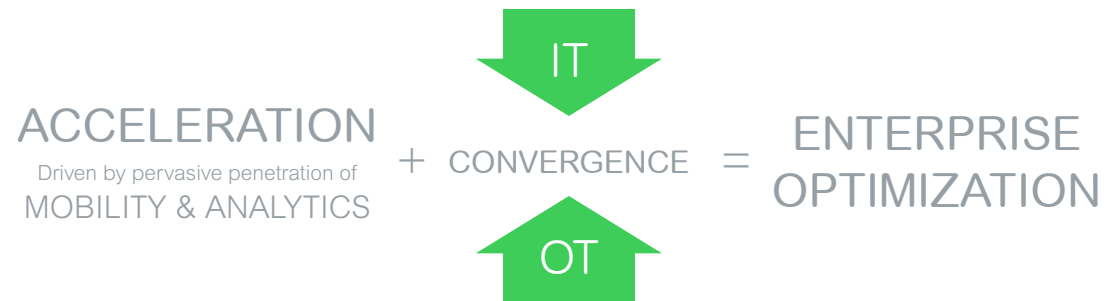 ACCELERATION
Driven by pervasive penetration of
MOBILITY & ANALYTICS
+
IT
CONVERGENCE
OT
=
ENTERPRISE
OPTIMIZATION